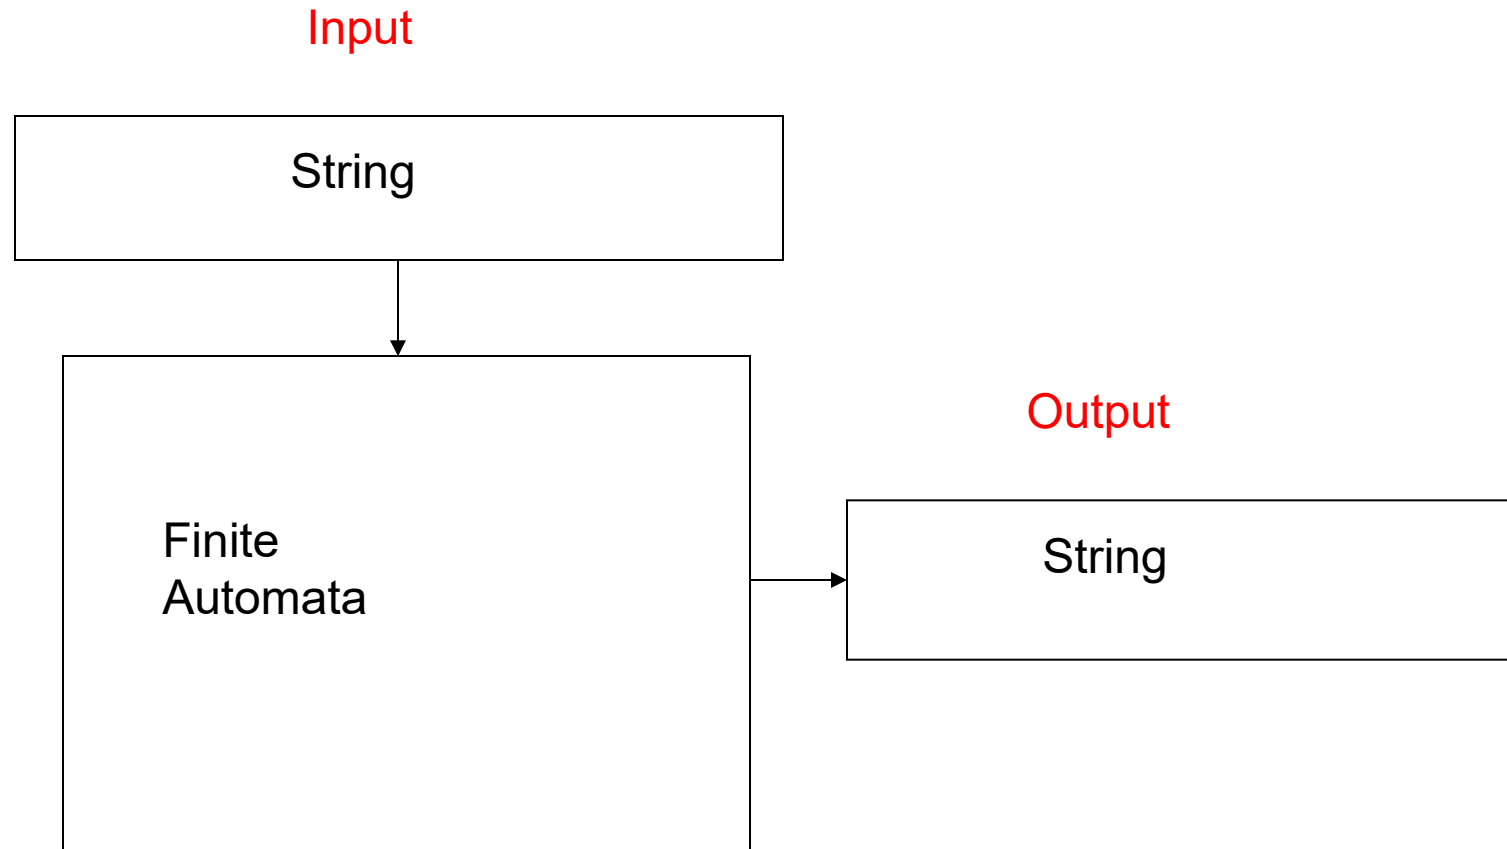 Input
String
Output
Finite
Automata
String